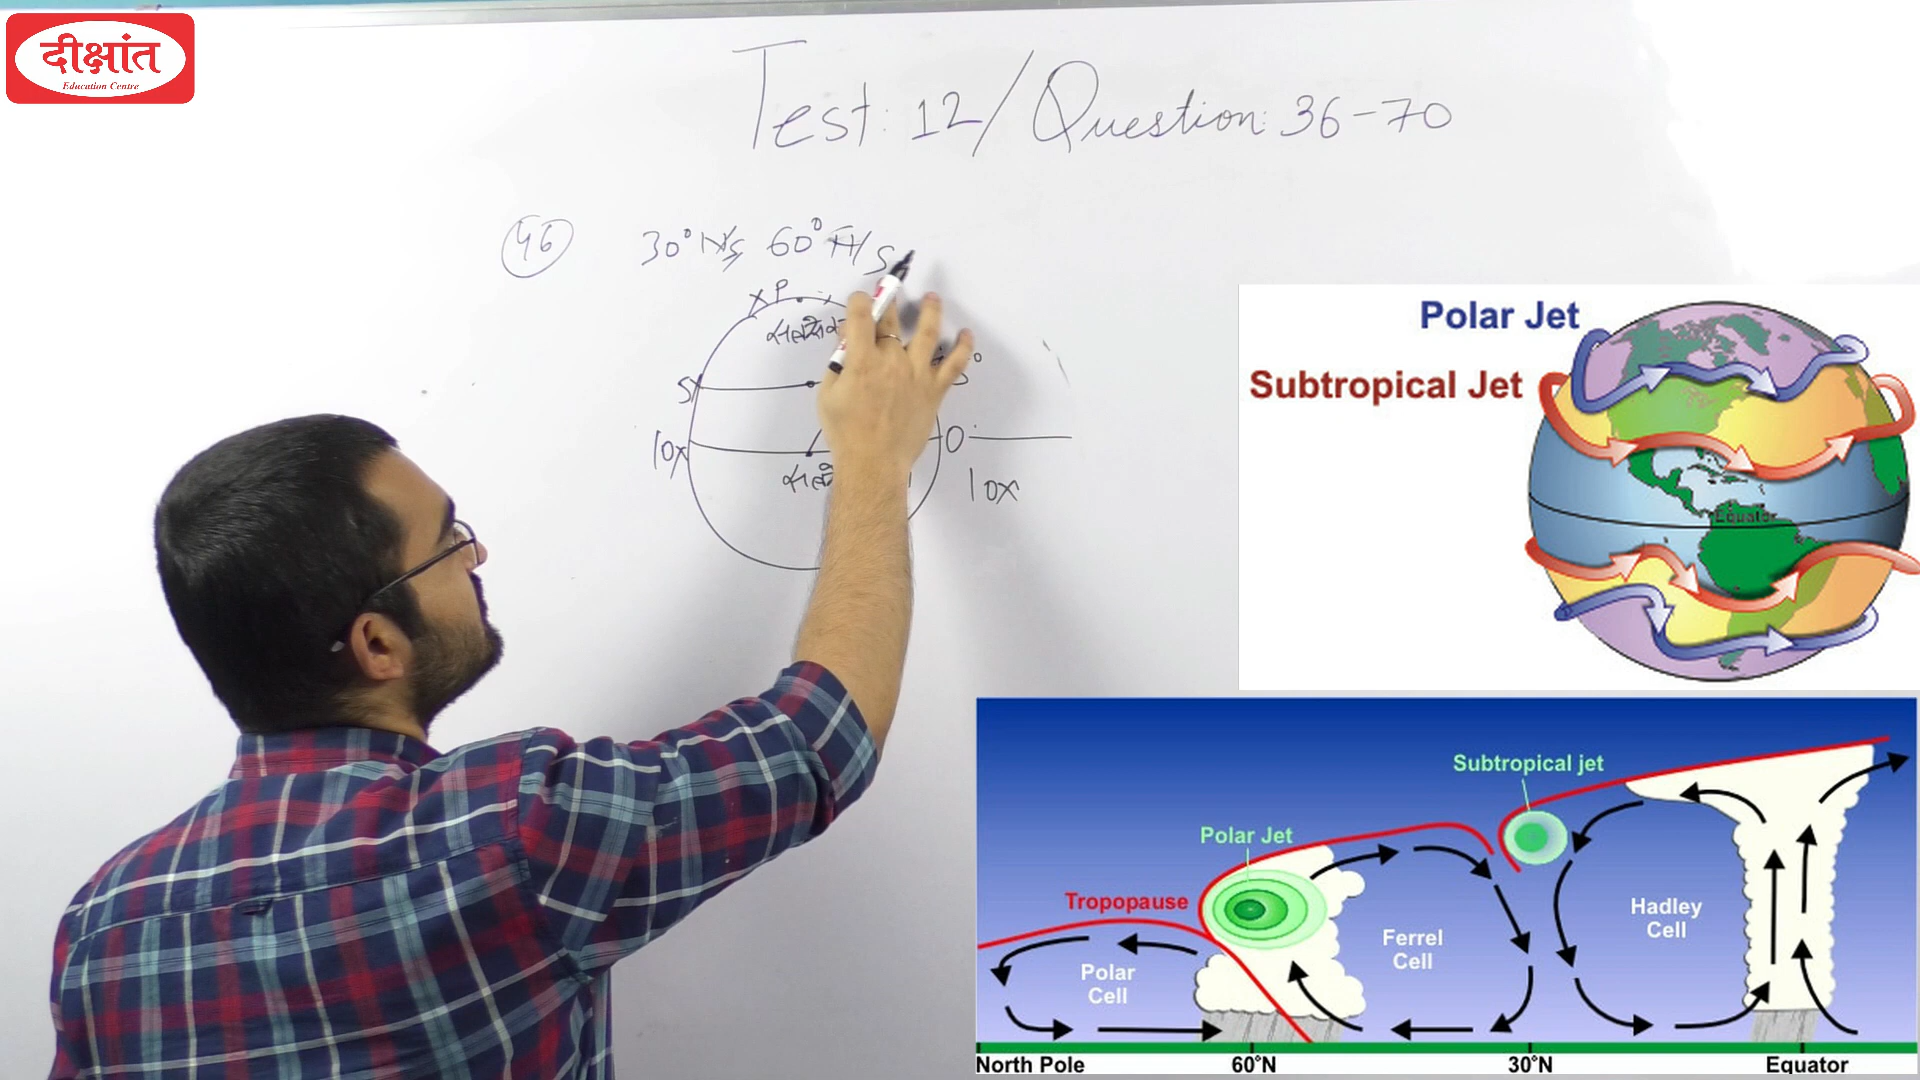 दीक्षांत
Education Centre
Test: 12/Question: 36-70
46
30° N/S 60° N/S
P
S
10x
0
10x
Polar Jet
Subtropical Jet
Equator
Subtropical jet
Polar Jet
Tropopause
Hadley
Cell
Ferrel
Cell
Polar
Cell
North Pole 60°N 30°N Equator